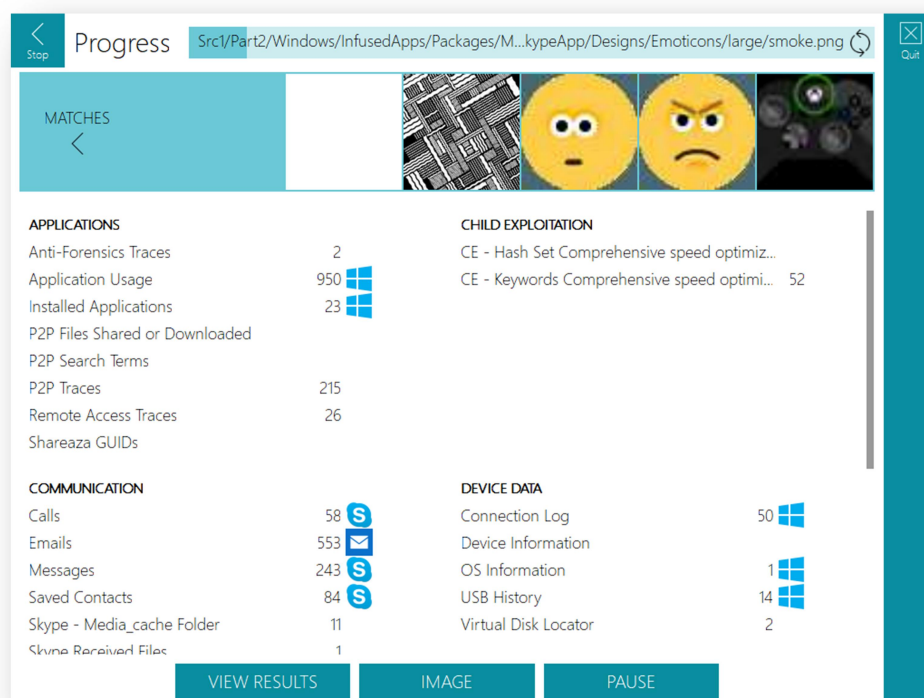 Stop
Progress
Src1/Part2/Windows/InfusedApps/Packages/M...kypeApp/Designs/Emoticons/large/smoke.png
Quit
MATCHES
APPLICATIONS
Anti-Forensics Traces 2
Application Usage 950
Installed Applications 23
P2P Files Shared or Downloaded
P2P Search Terms
P2P Traces 215
Remote Access Traces 26
Shareaza GUIDs
CHILD EXPLOITATION
CE - Hash Set Comprehensive speed optimiz...
CE - Keywords Comprehensive speed optimi... 52
COMMUNICATION
Calls 58
Emails 553
Messages 243
Saved Contacts 84
Skype - Media_cache Folder 11
Skype Received Files 1
DEVICE DATA
Connection Log 50
Device Information
OS Information 1
USB History 14
Virtual Disk Locator 2
VIEW RESULTS
IMAGE
PAUSE